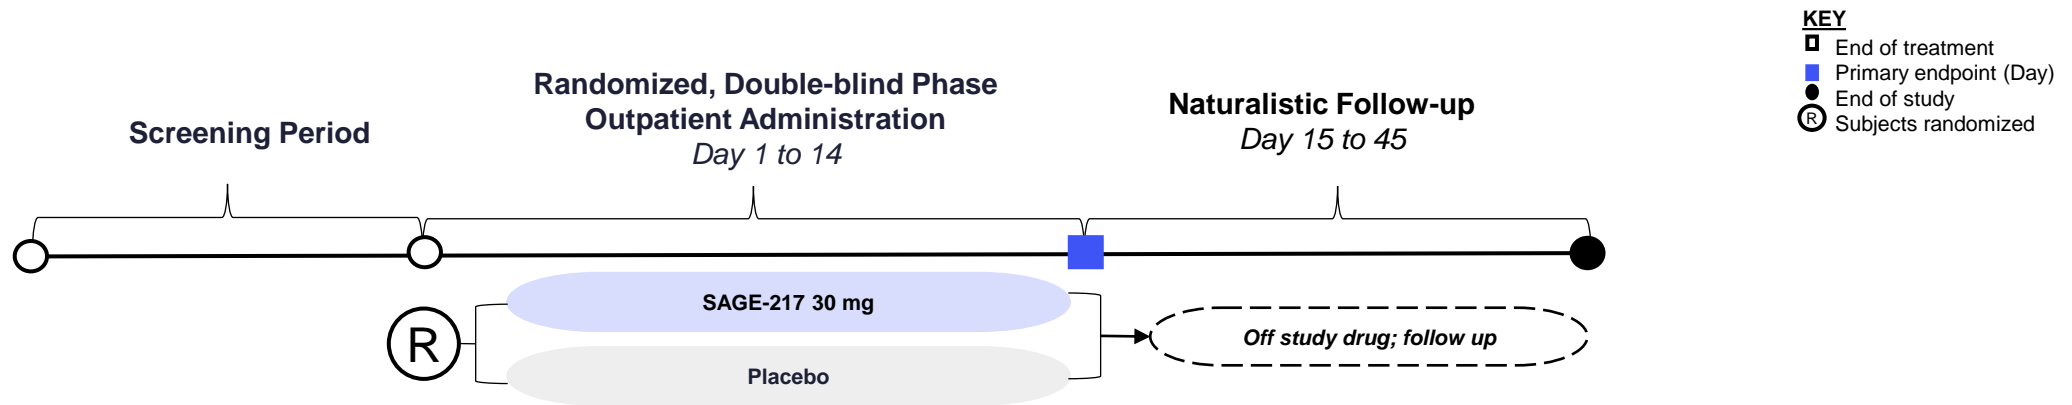 KEY
End of treatment
Primary endpoint (Day)
End of study
R Subjects randomized
Screening Period
Randomized, Double-blind Phase
Outpatient Administration
Day 1 to 14
Naturalistic Follow-up
Day 15 to 45
R
SAGE-217 30 mg
Placebo
Off study drug; follow up